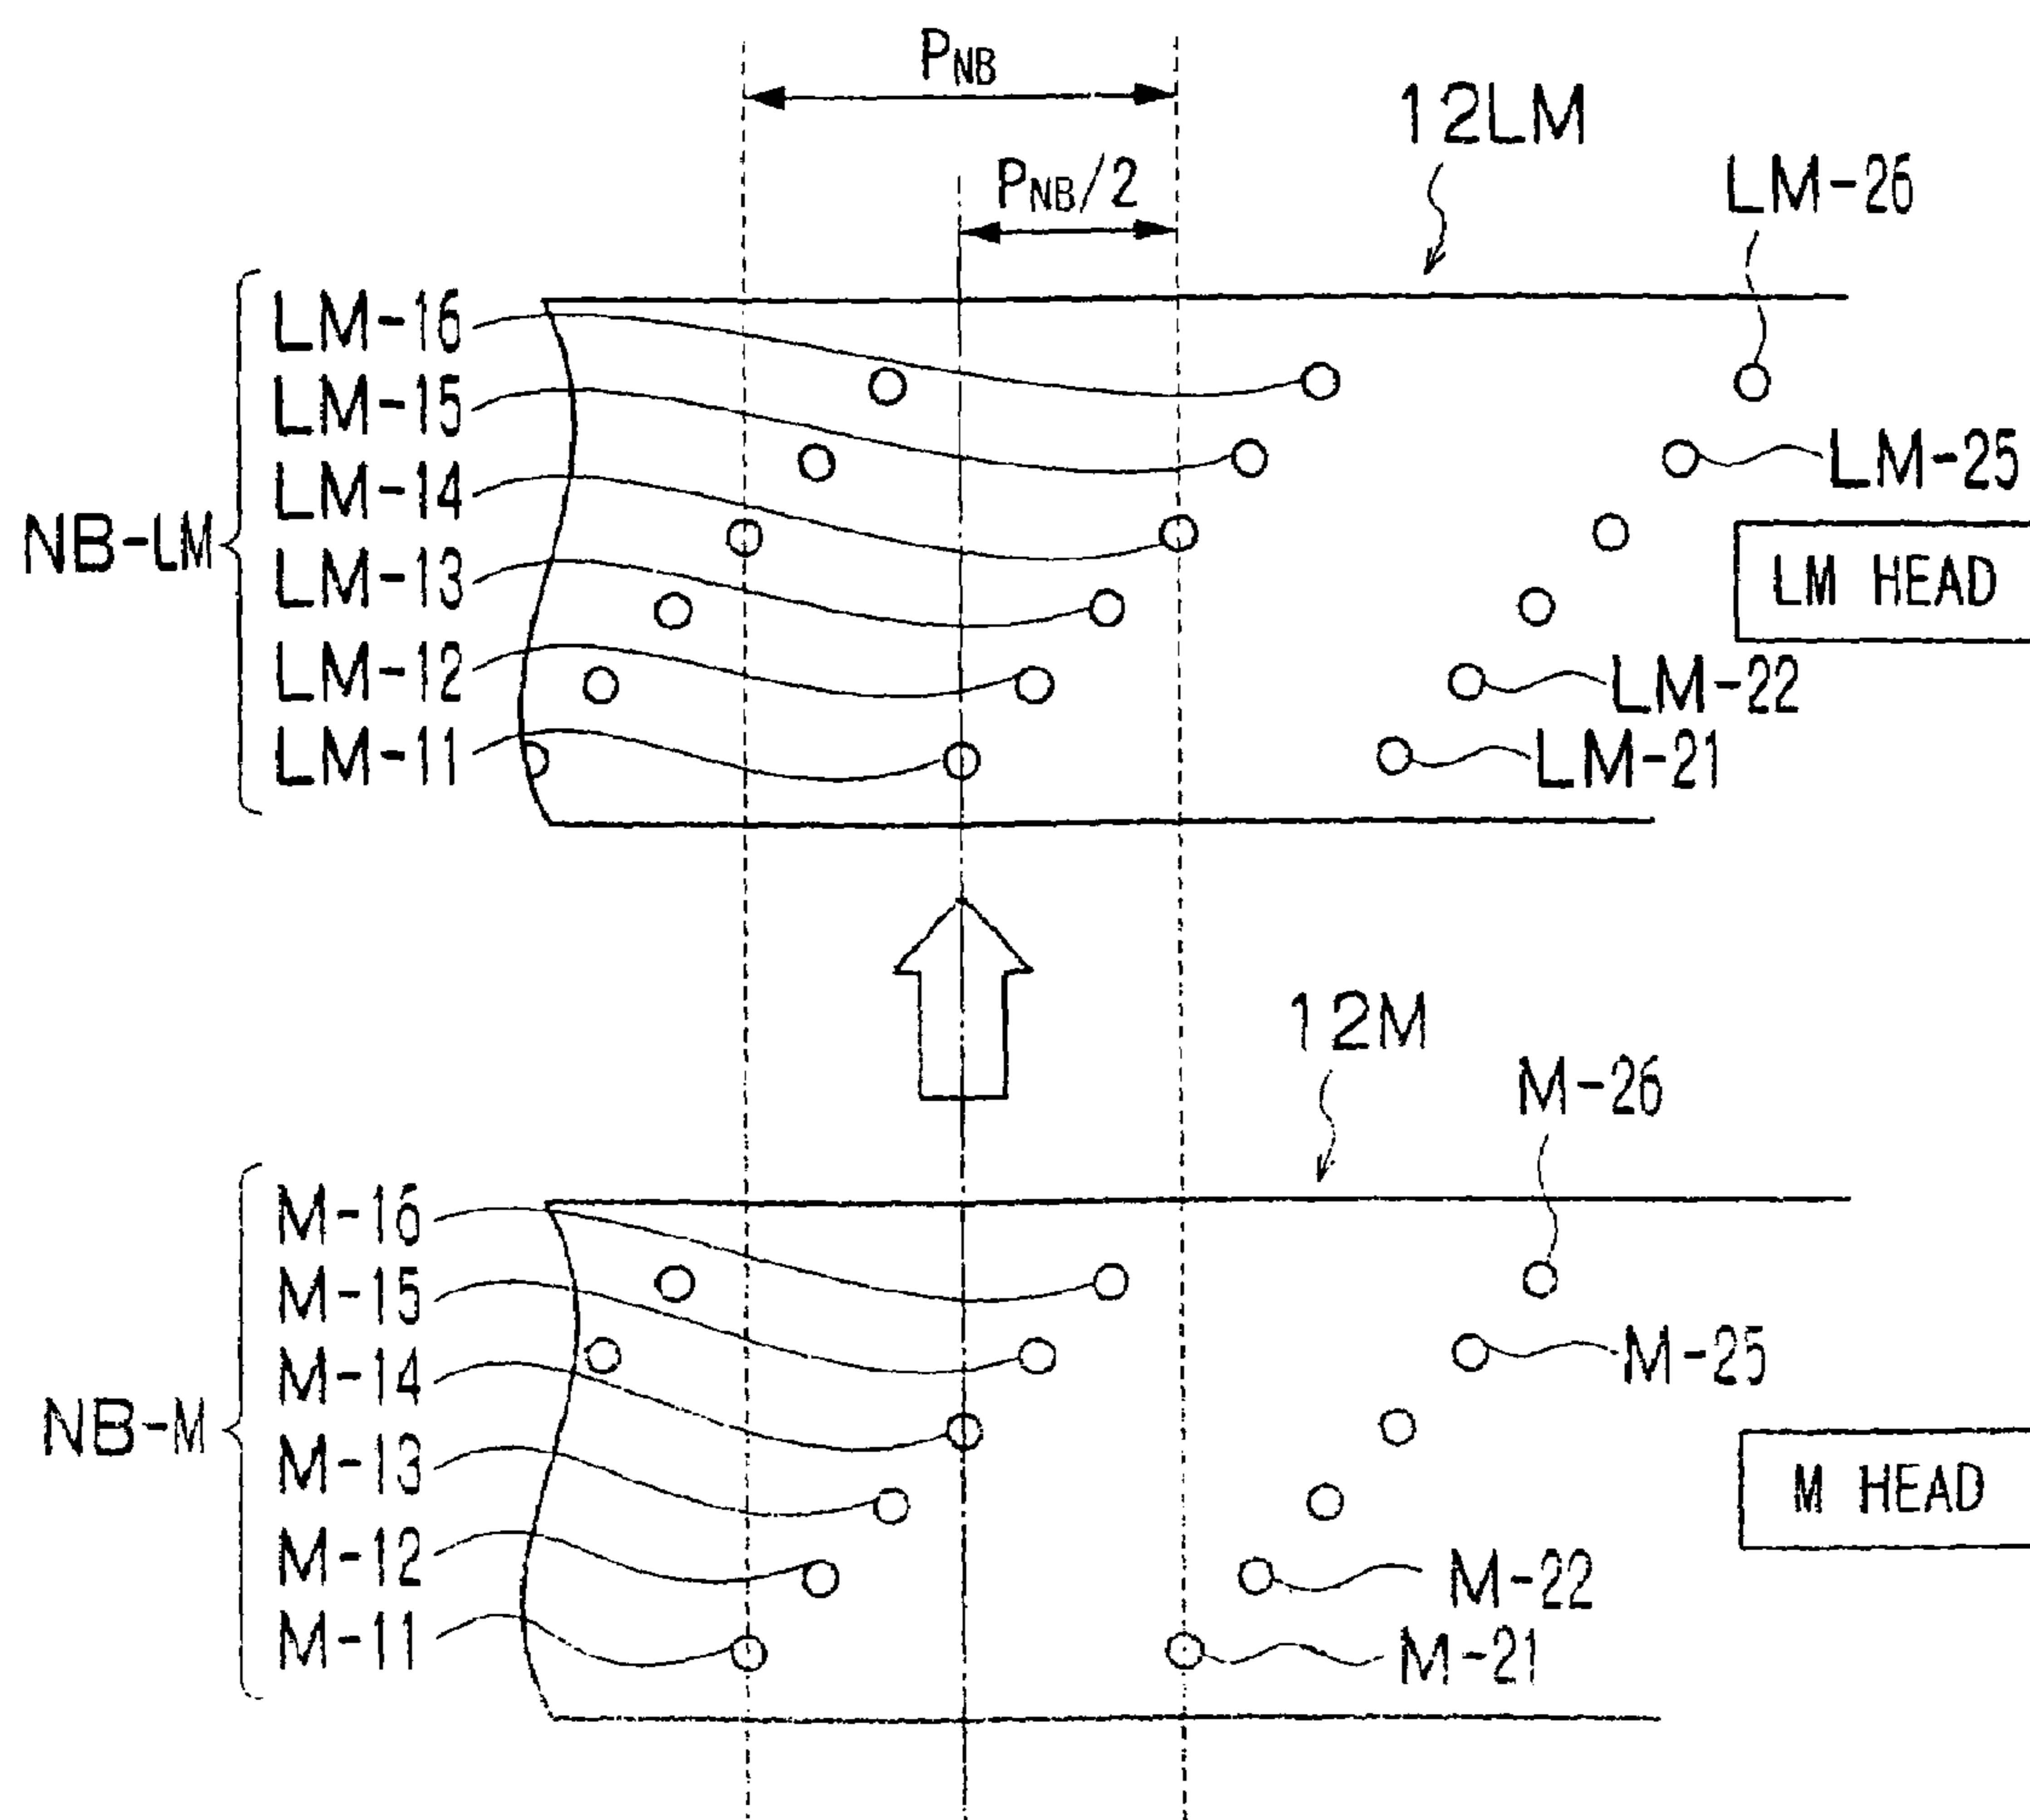 PNB
PNB/2
12LM
LM-26
LM-16
LM-15
LM-14
LM-13
LM-12
LM-11
NB-LM
LM-25
LM HEAD
LM-22
LM-21
12M
M-26
M-16
M-15
M-14
M-13
M-12
M-11
NB-M
M-25
M HEAD
M-22
M-21